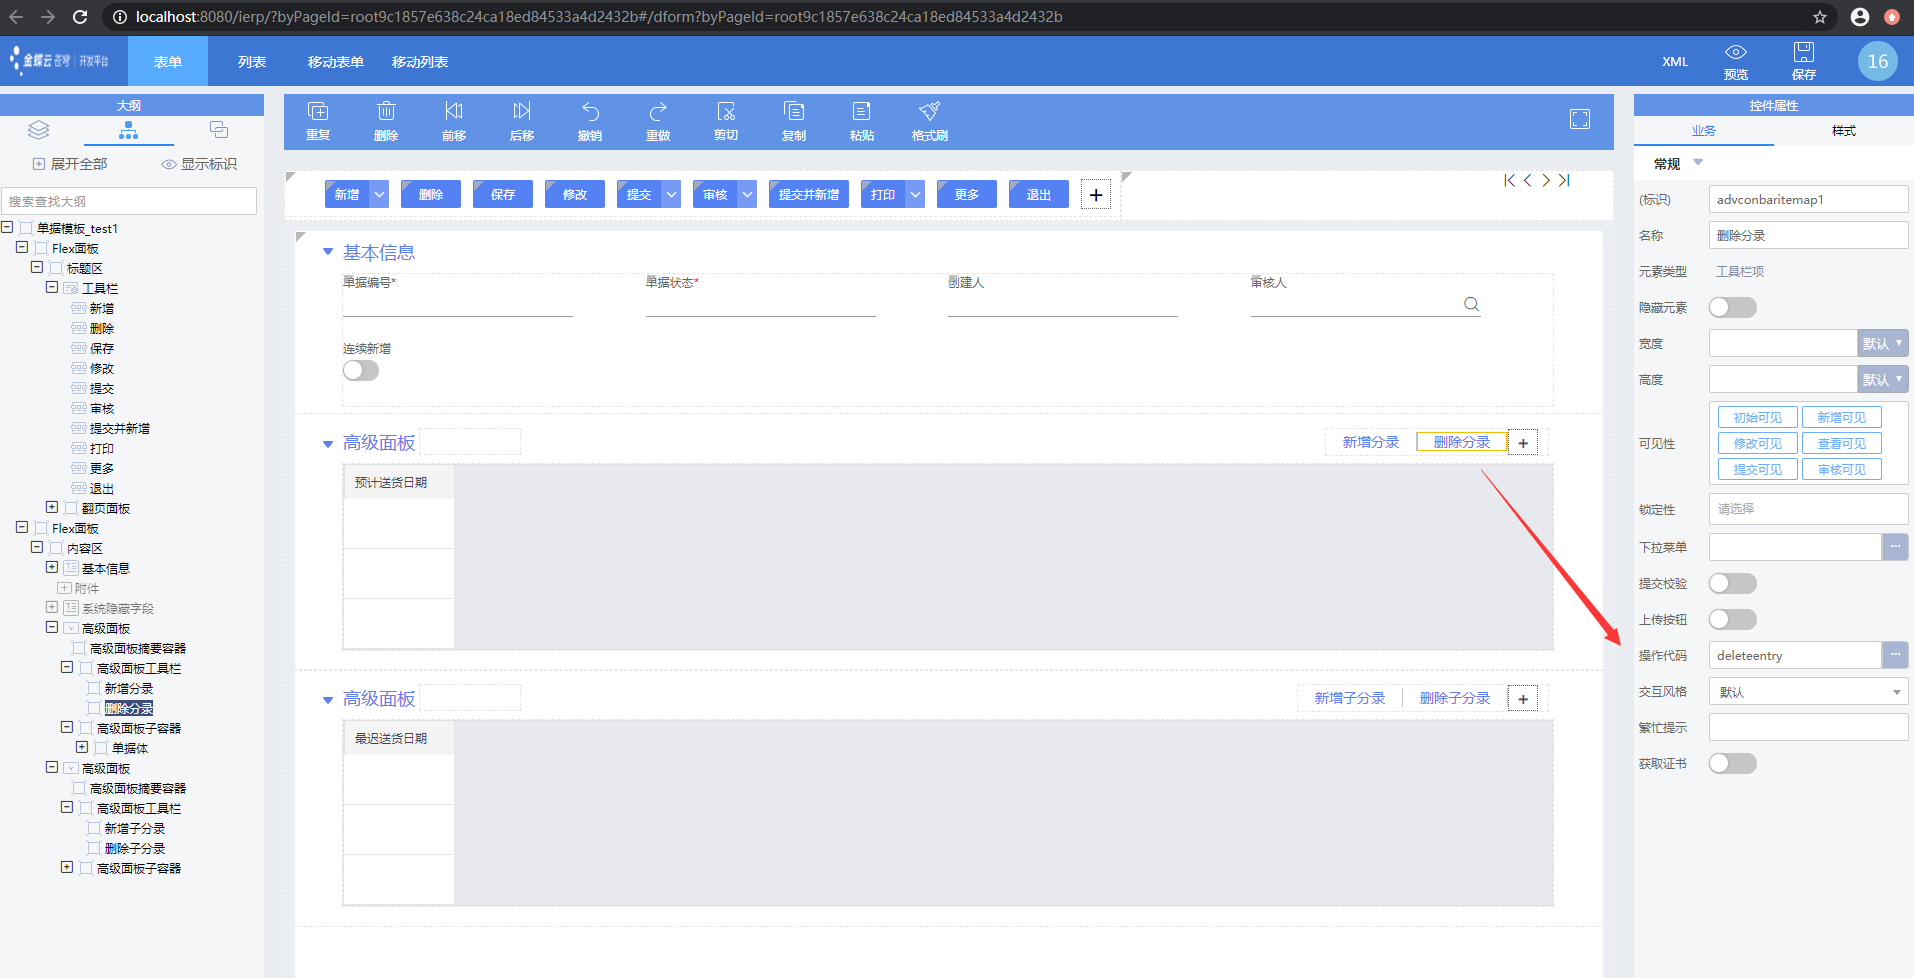 localhost:8080/ierp/?byPageId=root9c1857e638c24ca18ed84533a4d2432b#/dform?byPageId=root9c1857e638c24ca18ed84533a4d2432b
金蝶云 苍穹 | 开发平台
表单 列表 移动表单 移动列表 XML 预览 保存 16
大纲
展开全部 显示标识
搜索查找大纲
单据模板_test1
Flex面板
标题区
工具栏
新增
删除
保存
修改
提交
审核
提交并新增
打印
更多
退出
翻页面板
Flex面板
内容区
基本信息
附件
系统隐藏字段
高级面板
高级面板摘要容器
高级面板工具栏
新增分录
删除分录
高级面板子容器
单据体
高级面板
高级面板摘要容器
高级面板工具栏
新增子分录
删除子分录
高级面板子容器
重复 删除 前移 后移 撤销 重做 剪切 复制 粘贴 格式刷
新增 删除 保存 修改 提交 审核 提交并新增 打印 更多 退出 +
基本信息
单据编号* 单据状态* 创建人 审核人
连续新增
高级面板 新增分录 删除分录 +
预计送货日期
高级面板 新增子分录 删除子分录 +
最迟送货日期
控件属性
业务 样式
常规
(标识) advconbaritemap1
名称 删除分录
元素类型 工具栏项
隐藏元素
宽度 默认
高度 默认
可见性
初始可见 新增可见
修改可见 查看可见
提交可见 审核可见
锁定性 请选择
下拉菜单 ...
提交校验
上传按钮
操作代码 deleteentry ...
交互风格 默认
繁忙提示
获取证书